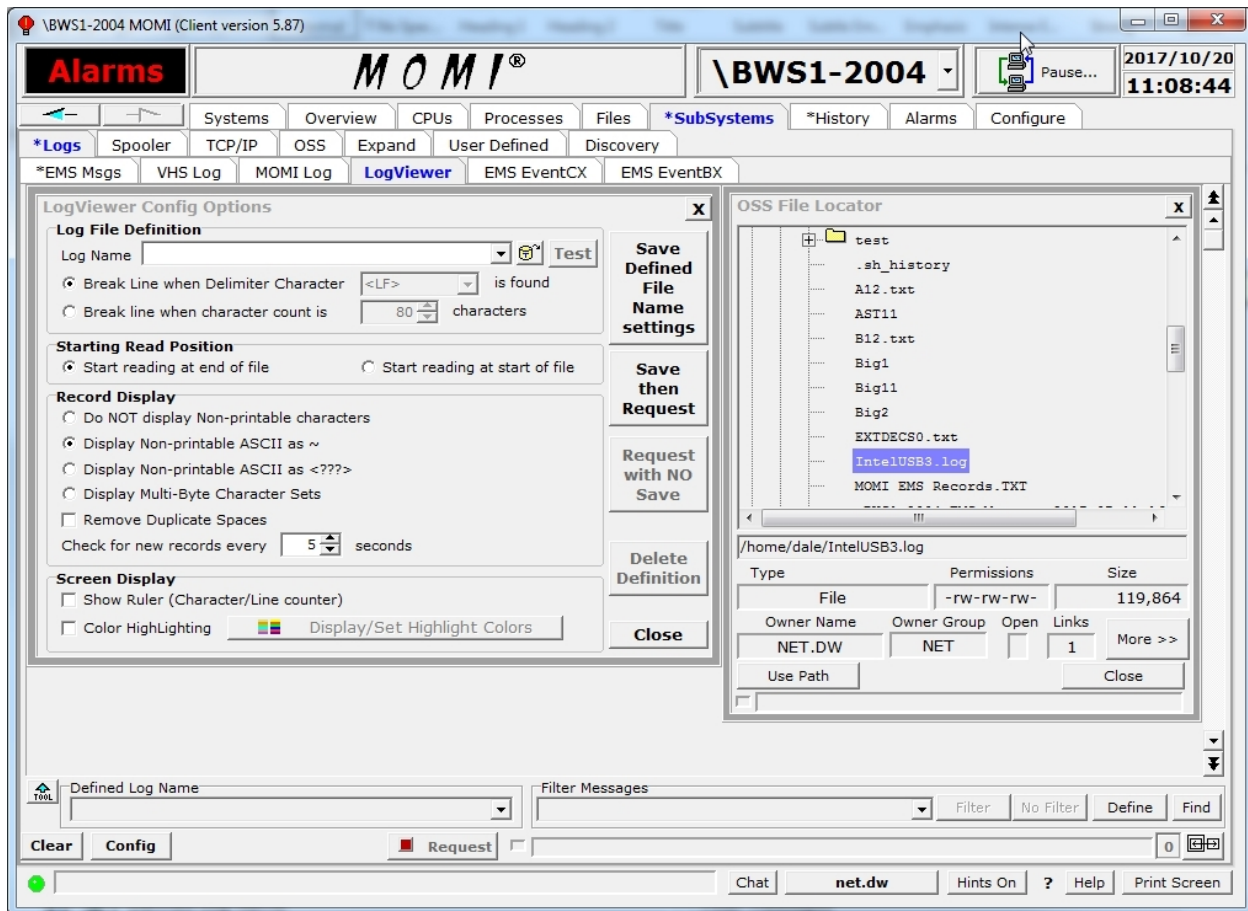 \BWS1-2004 MOMI (Client version 5.87)
Alarms
MOMI®
\BWS1-2004
Pause...
2017/10/20
11:08:44
Systems Overview CPUs Processes Files *SubSystems *History Alarms Configure
*Logs Spooler TCP/IP OSS Expand User Defined Discovery
*EMS Msgs VHS Log MOMI Log LogViewer EMS EventCX EMS EventBX
LogViewer Config Options X
Log File Definition
Log Name Test
Break Line when Delimiter Character <LF> is found
Break line when character count is 80 characters
Starting Read Position
Start reading at end of file Start reading at start of file
Record Display
Do NOT display Non-printable characters
Display Non-printable ASCII as ~
Display Non-printable ASCII as <???>
Display Multi-Byte Character Sets
Remove Duplicate Spaces
Check for new records every 5 seconds
Screen Display
Show Ruler (Character/Line counter)
Color HighLighting Display/Set Highlight Colors
Save
Defined
File
Name
settings
Save
then
Request
Request
with NO
Save
Delete
Definition
Close
OSS File Locator X
test
.sh_history
A12.txt
AST11
B12.txt
Big1
Big11
Big2
EXTDECS0.txt
IntelUSB3.log
MOMI EMS Records.TXT
/home/dale/IntelUSB3.log
Type Permissions Size
File -rw-rw-rw- 119,864
Owner Name Owner Group Open Links
NET.DW NET 1 More >>
Use Path Close
TOOL
Defined Log Name Filter Messages
Filter No Filter Define Find
Clear Config Request 0
Chat net.dw Hints On ? Help Print Screen